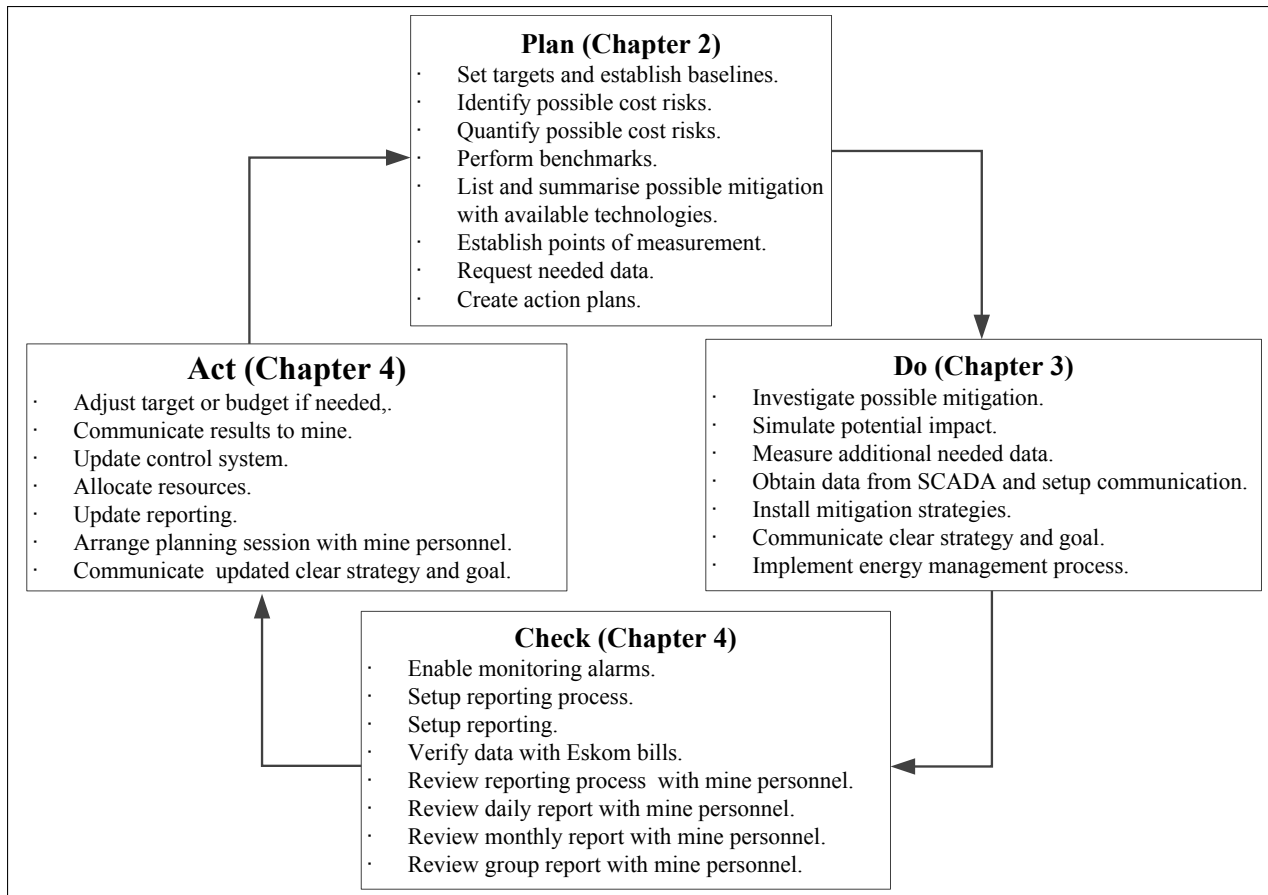 Plan (Chapter 2)
· Set targets and establish baselines.
· Identify possible cost risks.
· Quantify possible cost risks.
· Perform benchmarks.
· List and summarise possible mitigation
with available technologies.
· Establish points of measurement.
· Request needed data.
· Create action plans.
Do (Chapter 3)
· Investigate possible mitigation.
· Simulate potential impact.
· Measure additional needed data.
· Obtain data from SCADA and setup communication.
· Install mitigation strategies.
· Communicate clear strategy and goal.
· Implement energy management process.
Check (Chapter 4)
· Enable monitoring alarms.
· Setup reporting process.
· Setup reporting.
· Verify data with Eskom bills.
· Review reporting process with mine personnel.
· Review daily report with mine personnel.
· Review monthly report with mine personnel.
· Review group report with mine personnel.
Act (Chapter 4)
· Adjust target or budget if needed,.
· Communicate results to mine.
· Update control system.
· Allocate resources.
· Update reporting.
· Arrange planning session with mine personnel.
· Communicate updated clear strategy and goal.